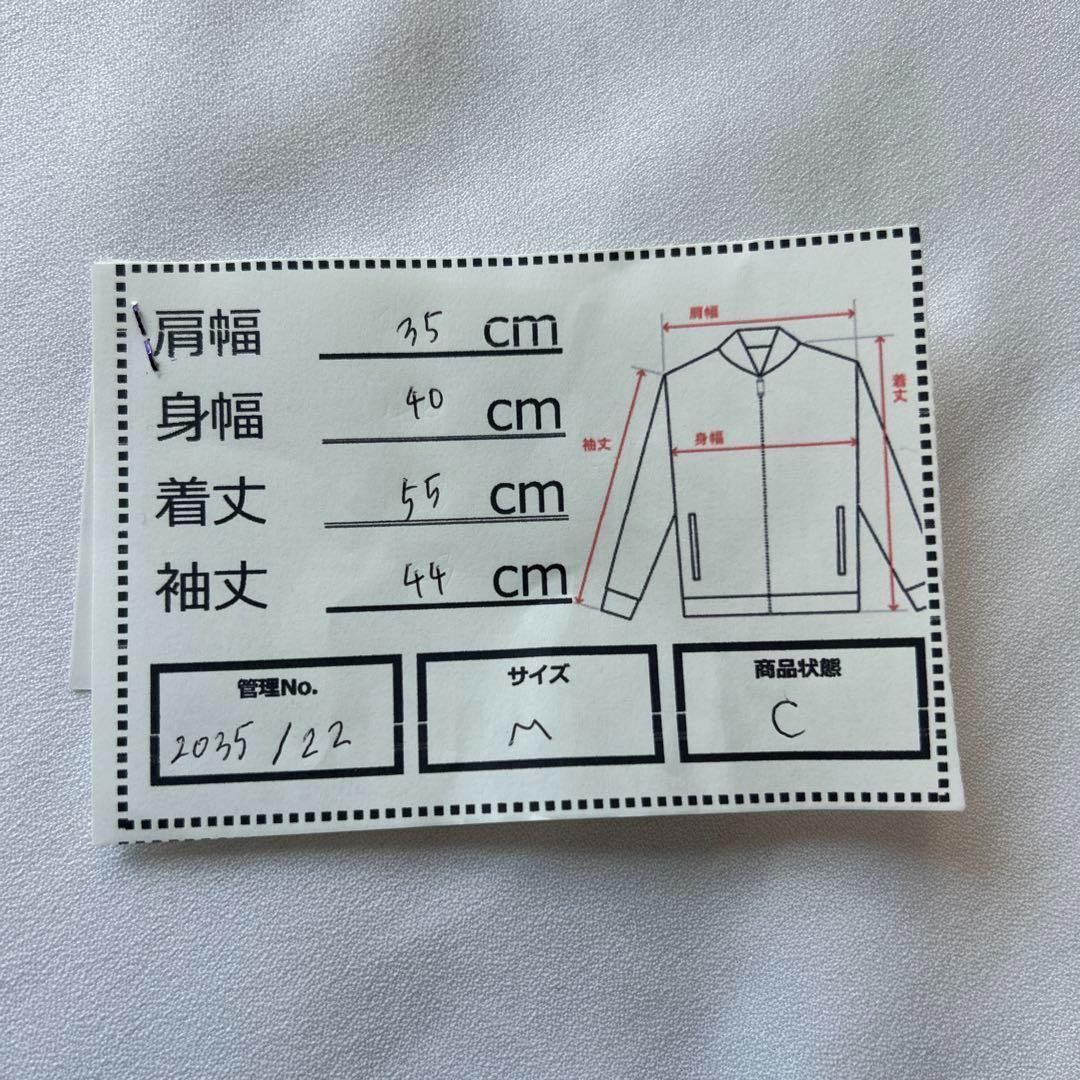 肩幅 35 cm
身幅 40 cm
着丈 55 cm
袖丈 44 cm
肩幅
着丈
袖丈
身幅
管理No.
2035/22
サイズ
M
商品状態
C